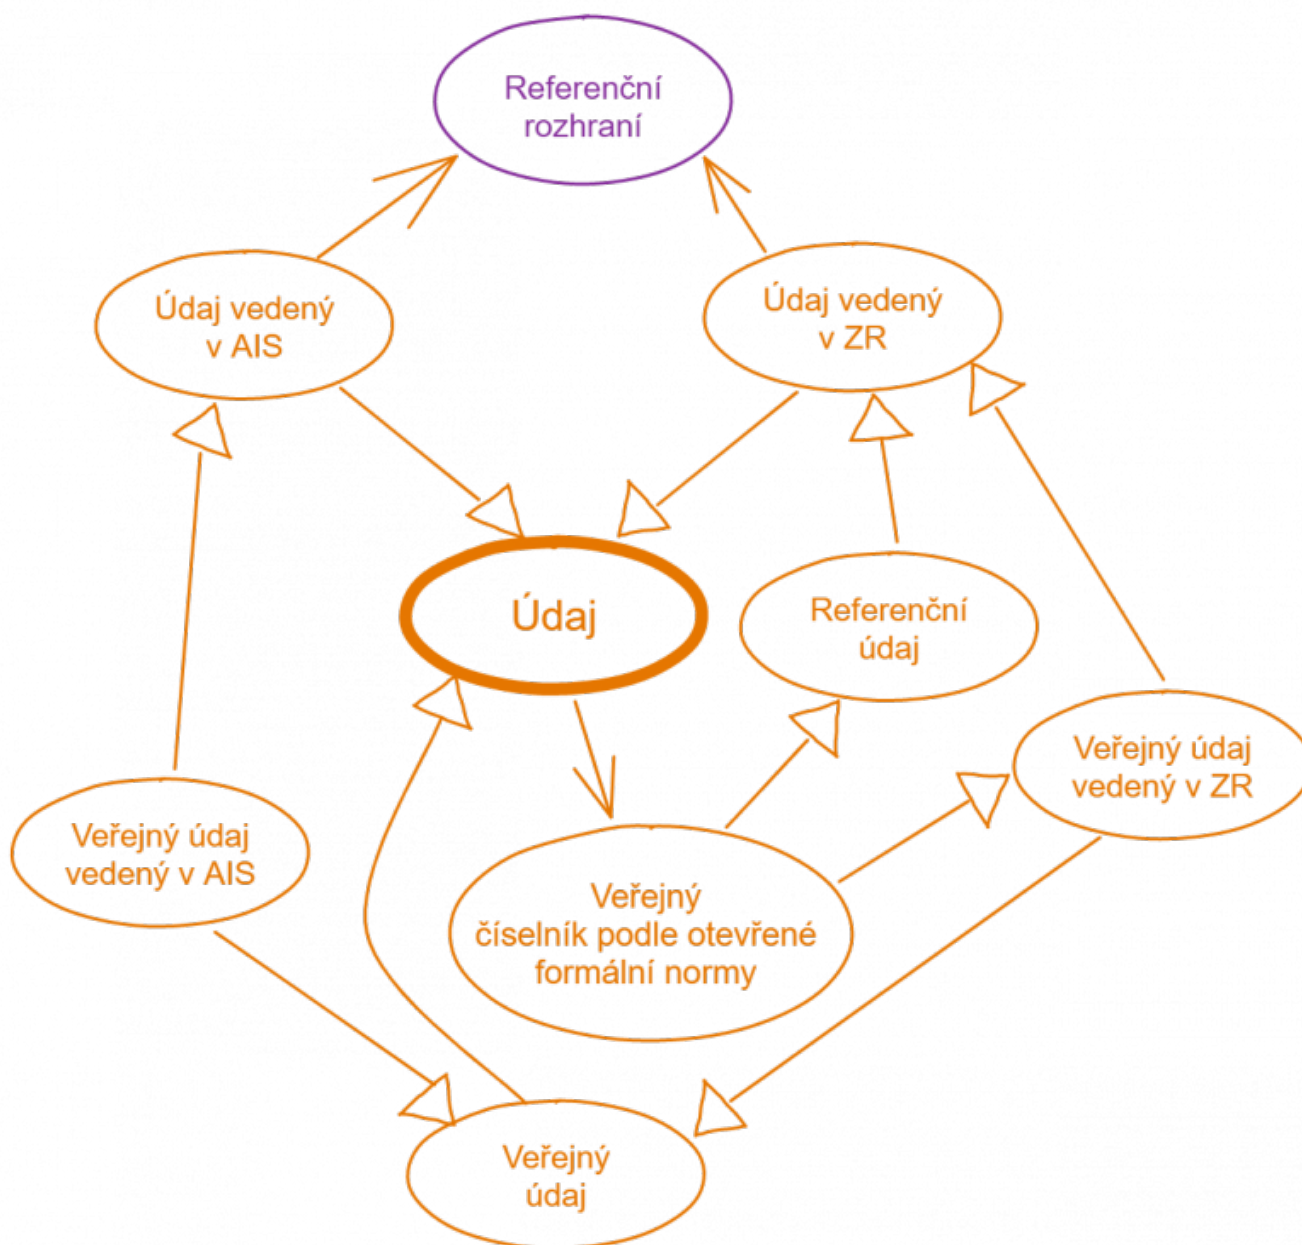 Referenční
rozhraní
Údaj vedený
v AIS
Údaj vedený
v ZR
Údaj
Referenční
údaj
Veřejný údaj
vedený v ZR
Veřejný údaj
vedený v AIS
Veřejný
číselník podle otevřené
formální normy
Veřejný
údaj